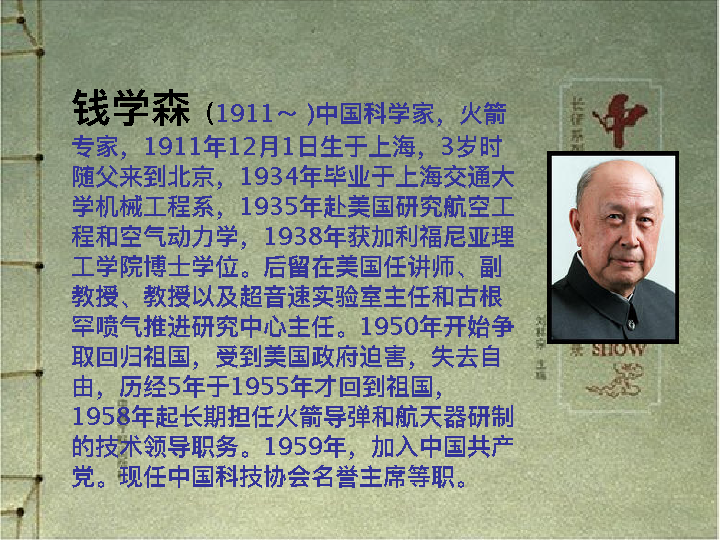 钱学森 (1911～ )中国科学家，火箭
专家，1911年12月1日生于上海，3岁时
随父来到北京，1934年毕业于上海交通大
学机械工程系，1935年赴美国研究航空工
程和空气动力学，1938年获加利福尼亚理
工学院博士学位。后留在美国任讲师、副
教授、教授以及超音速实验室主任和古根
罕喷气推进研究中心主任。1950年开始争
取回归祖国，受到美国政府迫害，失去自
由，历经5年于1955年才回到祖国，
1958年起长期担任火箭导弹和航天器研制
的技术领导职务。1959年，加入中国共产
党。现任中国科技协会名誉主席等职。
中
SHOW